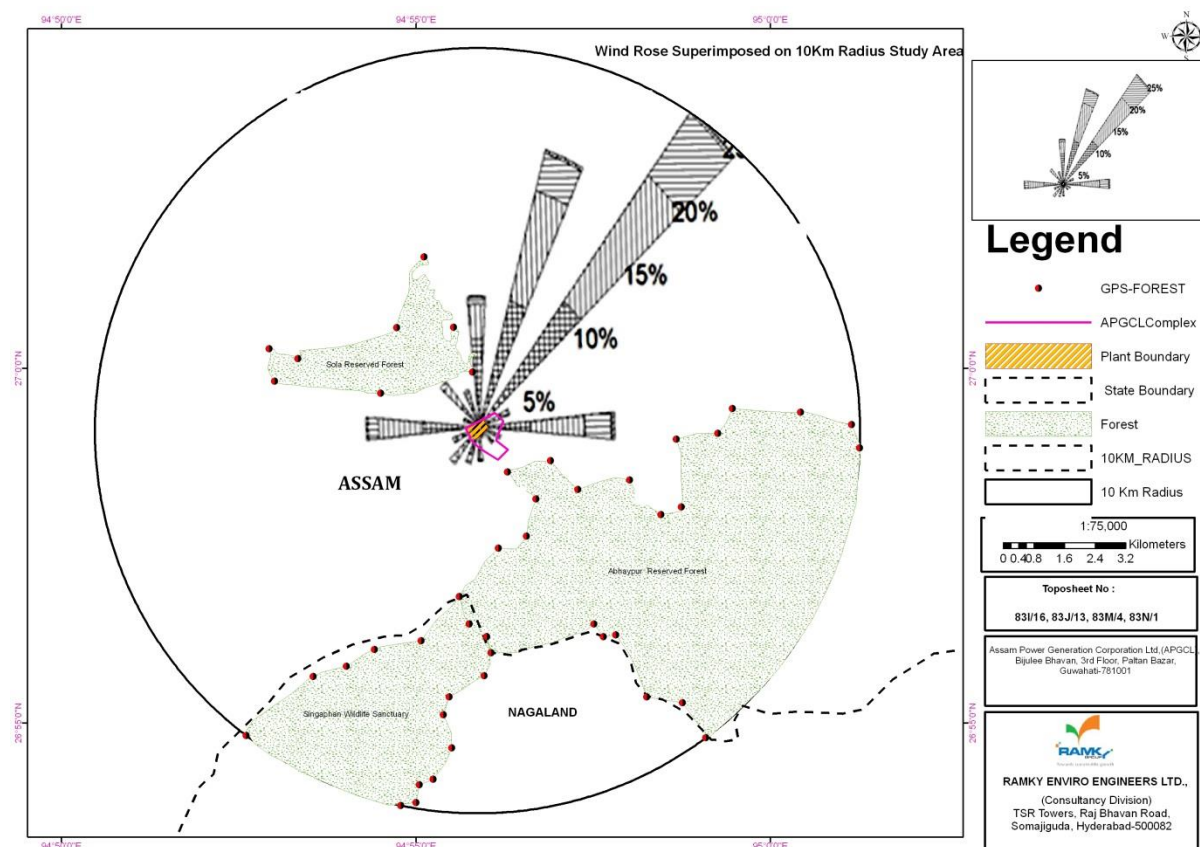 94°50'0"E
94°55'0"E
95°0'0"E
N
W
S
Wind Rose Superimposed on 10Km Radius Study Area
25%
20%
15%
10%
5%
20%
15%
10%
5%
27°0'0"N
27°0'0"N
Sola Reserved Forest
ASSAM
Abhaypur Reserved Forest
Singaphan Wildlife Sanctuary
NAGALAND
26°55'0"N
26°55'0"N
94°50'0"E
94°55'0"E
95°0'0"E
Legend
GPS-FOREST
APGCLComplex
Plant Boundary
State Boundary
Forest
10KM_RADIUS
10 Km Radius
1:75,000
Kilometers
0 0.4 0.8 1.6 2.4 3.2
Toposheet No :
83I/16, 83J/13, 83M/4, 83N/1
Assam Power Generation Corporation Ltd,(APGCL)
Bijulee Bhavan, 3rd Floor, Paltan Bazar,
Guwahati-781001
RAMKY
RAMKY ENVIRO ENGINEERS LTD.,
(Consultancy Division)
TSR Towers, Raj Bhavan Road,
Somajiguda, Hyderabad-500082